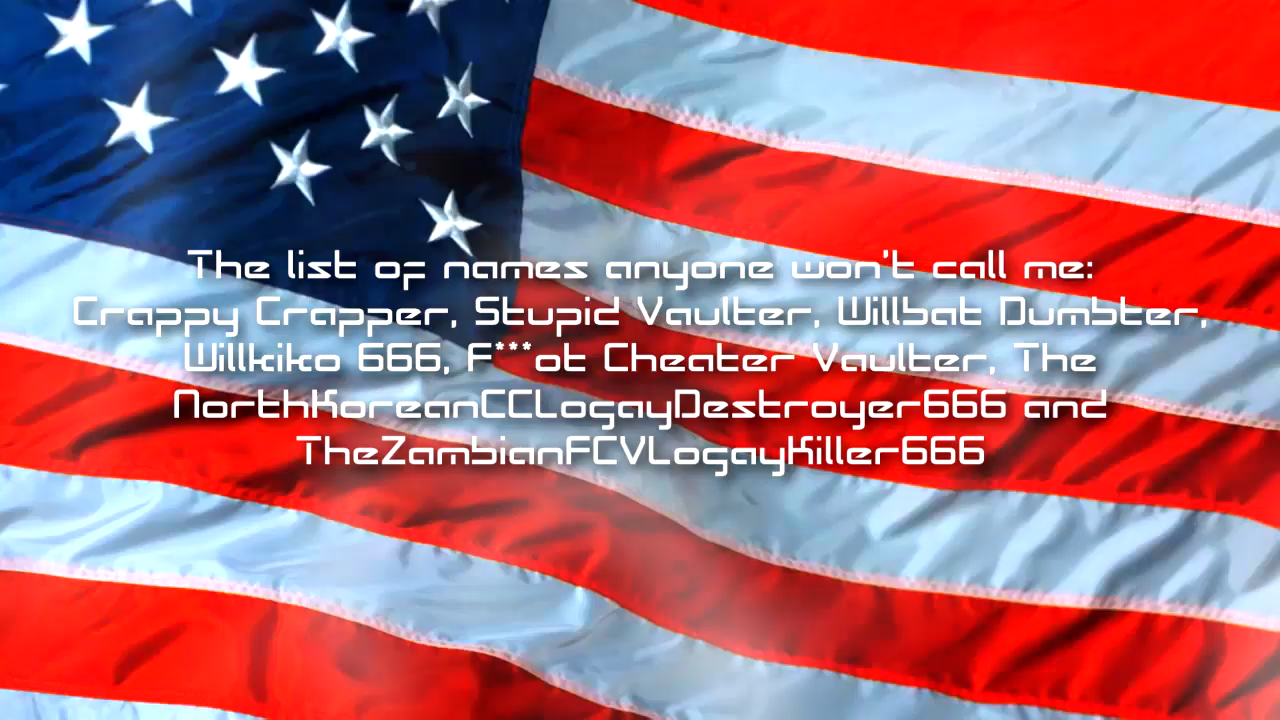 The list of names anyone won't call me:
Crappy Crapper, Stupid Vaulter, Willbat Dumbter,
Willkiko 666, F***ot Cheater Vaulter, The
NorthKoreanCCLogayDestroyer666 and
TheZambianFCVLogayKiller666